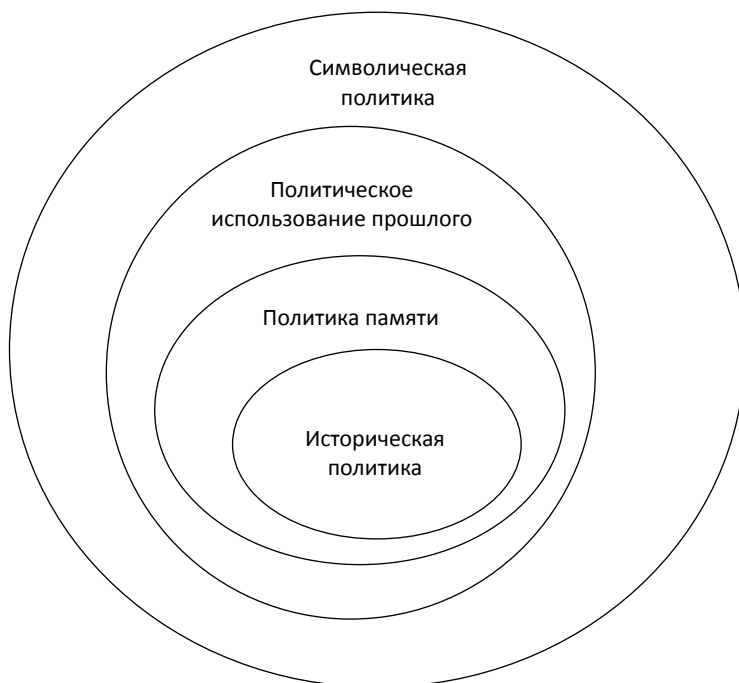 Символическая
политика
Политическое
использование прошлого
Политика памяти
Историческая
политика